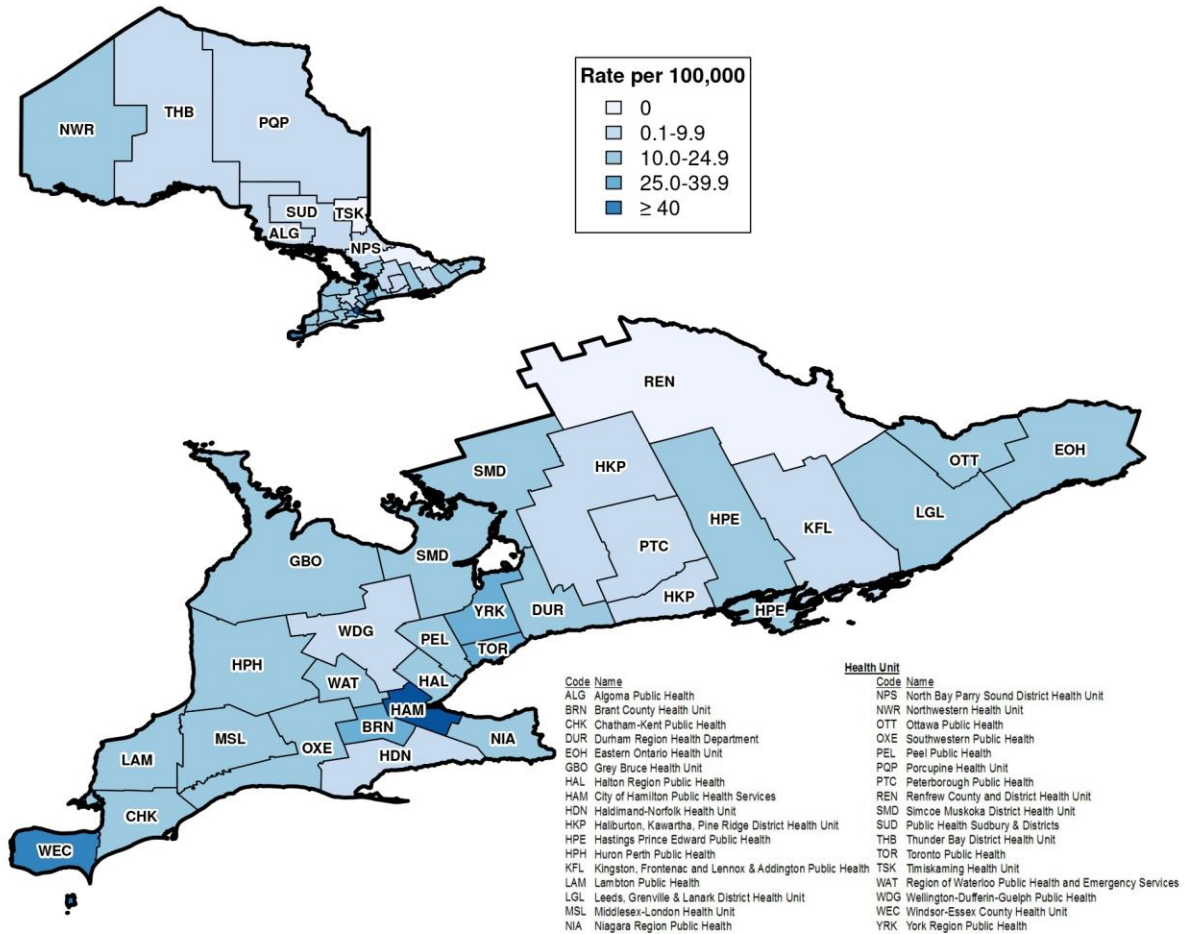 Rate per 100,000
0
0.1-9.9
10.0-24.9
25.0-39.9
≥ 40
NWR
THB
PQP
SUD
TSK
ALG
NPS
REN
SMD
HKP
OTT
EOH
HPE
KFL
LGL
PTC
GBO
SMD
HKP
YRK
DUR
HPE
WDG
PEL
TOR
HPH
WAT
HAL
HAM
BRN
MSL
OXE
NIA
HDN
LAM
CHK
WEC
Health Unit
Code Name
ALG Algoma Public Health
BRN Brant County Health Unit
CHK Chatham-Kent Public Health
DUR Durham Region Health Department
EOH Eastern Ontario Health Unit
GBO Grey Bruce Health Unit
HAL Halton Region Public Health
HAM City of Hamilton Public Health Services
HDN Haldimand-Norfolk Health Unit
HKP Haliburton, Kawartha, Pine Ridge District Health Unit
HPE Hastings Prince Edward Public Health
HPH Huron Perth Public Health
KFL Kingston, Frontenac and Lennox & Addington Public Health
LAM Lambton Public Health
LGL Leeds, Grenville & Lanark District Health Unit
MSL Middlesex-London Health Unit
NIA Niagara Region Public Health
Code Name
NPS North Bay Parry Sound District Health Unit
NWR Northwestern Health Unit
OTT Ottawa Public Health
OXE Southwestern Public Health
PEL Peel Public Health
PQP Porcupine Health Unit
PTC Peterborough Public Health
REN Renfrew County and District Health Unit
SMD Simcoe Muskoka District Health Unit
SUD Public Health Sudbury & Districts
THB Thunder Bay District Health Unit
TOR Toronto Public Health
TSK Timiskaming Health Unit
WAT Region of Waterloo Public Health and Emergency Services
WDG Wellington-Dufferin-Guelph Public Health
WEC Windsor-Essex County Health Unit
YRK York Region Public Health